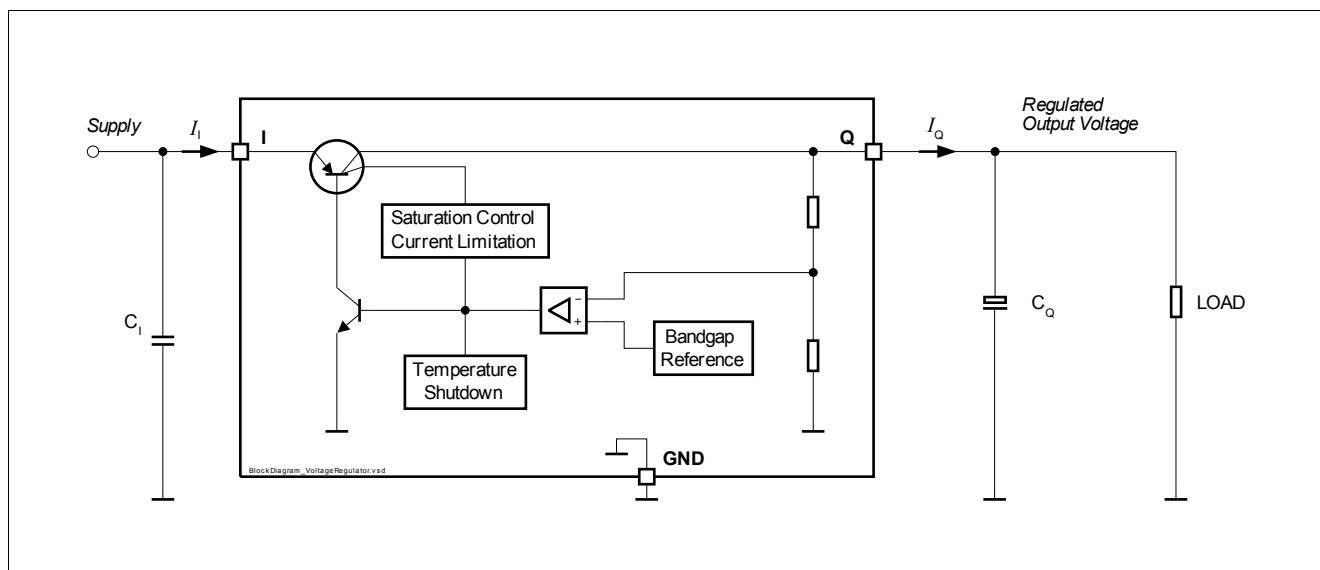 Supply
I_I
I
Q
I_Q
Regulated
Output Voltage
Saturation Control
Current Limitation
C_I
−
+
Bandgap
Reference
Temperature
Shutdown
C_Q
LOAD
GND
BlockDiagram_VoltageRegulator.vsd